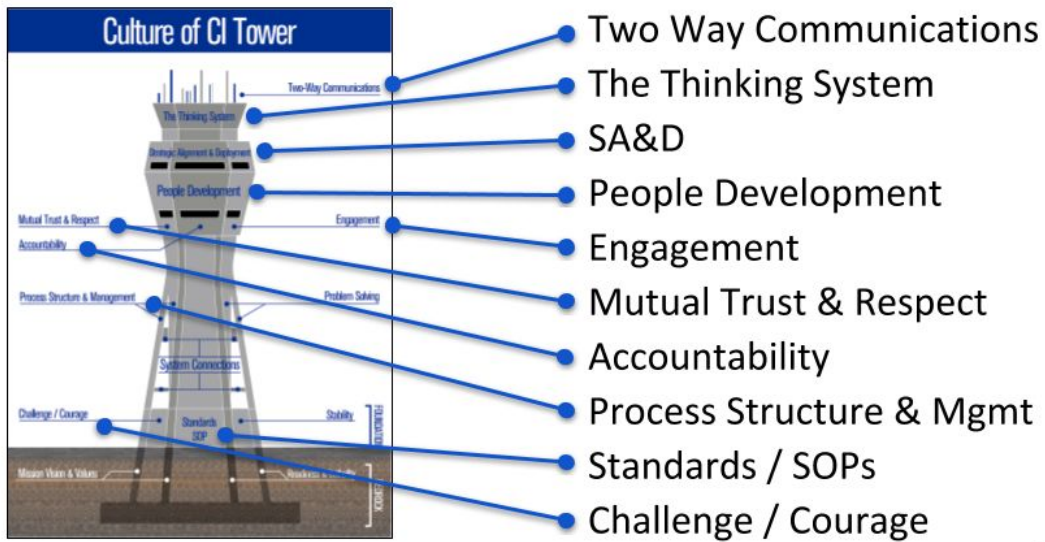 Culture of CI Tower
Two-Way Communications
The Thinking System
Strategic Alignment & Deployment
People Development
Mutual Trust & Respect
Engagement
Accountability
Process Structure & Management
Problem Solving
System Connections
Challenge / Courage
Standards
SOP
Stability
FOUNDATION
Mission Vision & Values
Readiness &
Two Way Communications
The Thinking System
SA&D
People Development
Engagement
Mutual Trust & Respect
Accountability
Process Structure & Mgmt
Standards / SOPs
Challenge / Courage